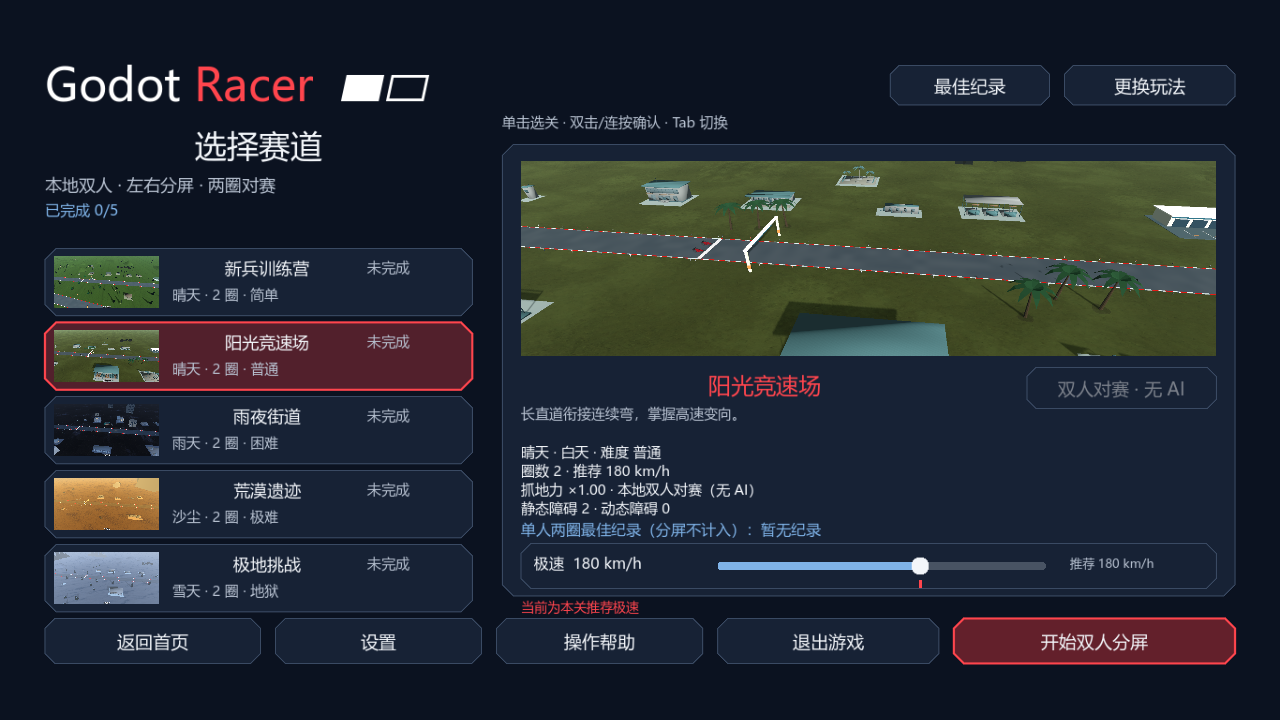 Godot Racer
最佳纪录
更换玩法
选择赛道
本地双人 · 左右分屏 · 两圈对赛
已完成 0/5
新兵训练营 未完成
晴天 · 2 圈 · 简单
阳光竞速场 未完成
晴天 · 2 圈 · 普通
雨夜街道 未完成
雨天 · 2 圈 · 困难
荒漠遗迹 未完成
沙尘 · 2 圈 · 极难
极地挑战 未完成
雪天 · 2 圈 · 地狱
单击选关 · 双击/连按确认 · Tab 切换
阳光竞速场
双人对赛 · 无 AI
长直道衔接连续弯，掌握高速变向。
晴天 · 白天 · 难度 普通
圈数 2 · 推荐 180 km/h
抓地力 ×1.00 · 本地双人对赛（无 AI）
静态障碍 2 · 动态障碍 0
单人两圈最佳纪录（分屏不计入）：暂无纪录
极速 180 km/h 推荐 180 km/h
当前为本关推荐极速
返回首页
设置
操作帮助
退出游戏
开始双人分屏